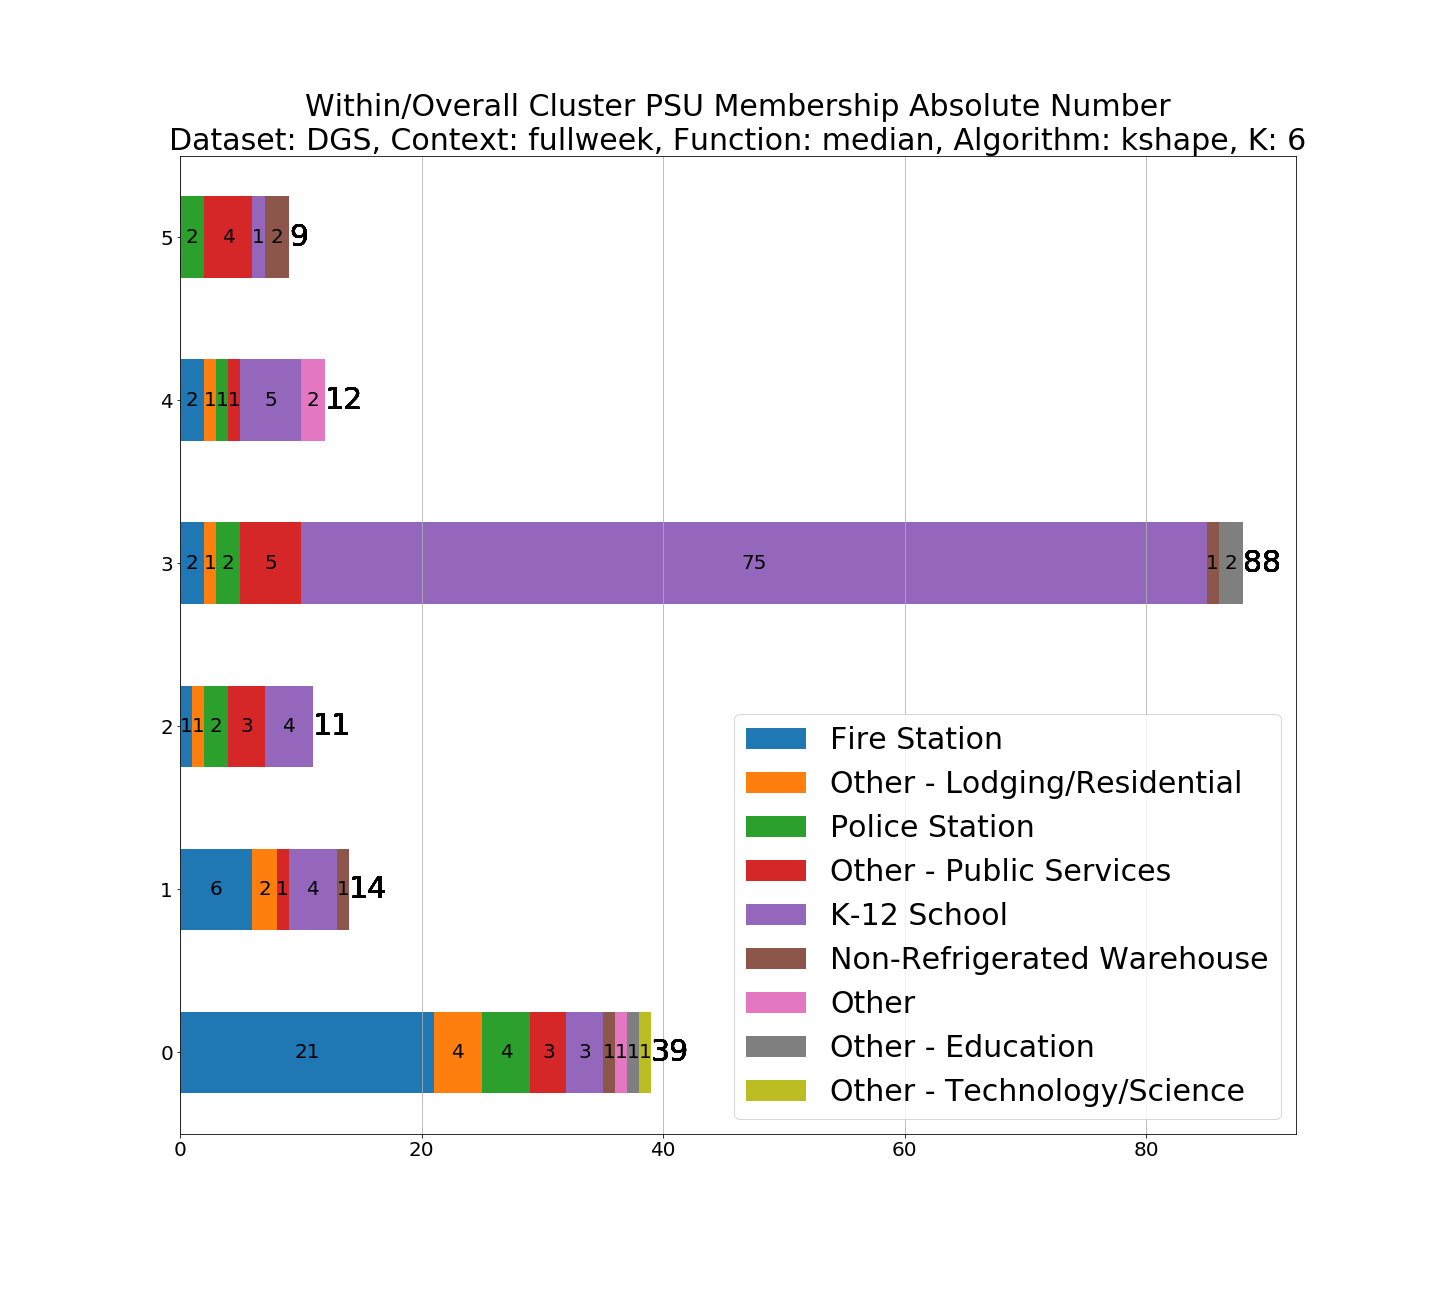 Within/Overall Cluster PSU Membership Absolute Number
Dataset: DGS, Context: fullweek, Function: median, Algorithm: kshape, K: 6
5 2 4 1 2 9
4 2 1 1 1 5 2 12
3 2 1 2 5 75 1 2 88
2 1 1 2 3 4 11
1 6 2 1 4 1 14
0 21 4 4 3 3 1 1 1 1 39
Fire Station
Other - Lodging/Residential
Police Station
Other - Public Services
K-12 School
Non-Refrigerated Warehouse
Other
Other - Education
Other - Technology/Science
0 20 40 60 80